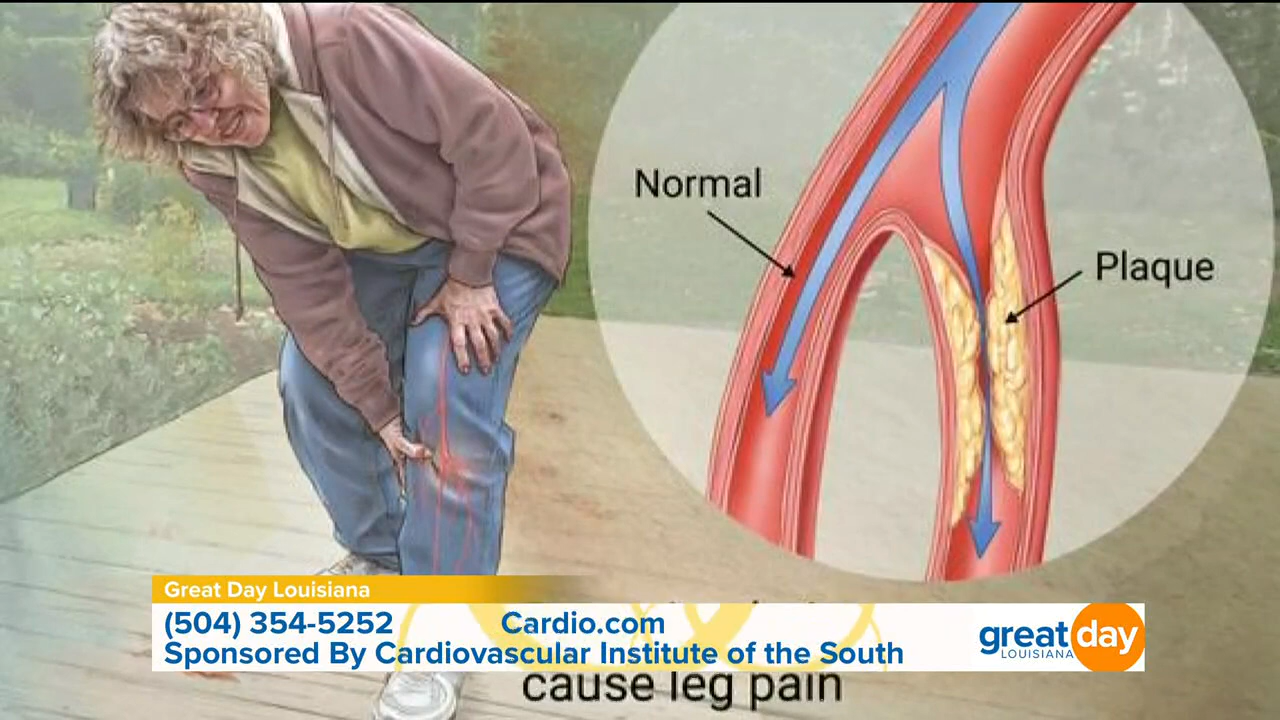 Normal
Plaque
Great Day Louisiana
(504) 354-5252 Cardio.com
Sponsored By Cardiovascular Institute of the South
great day
LOUISIANA
cause leg pain